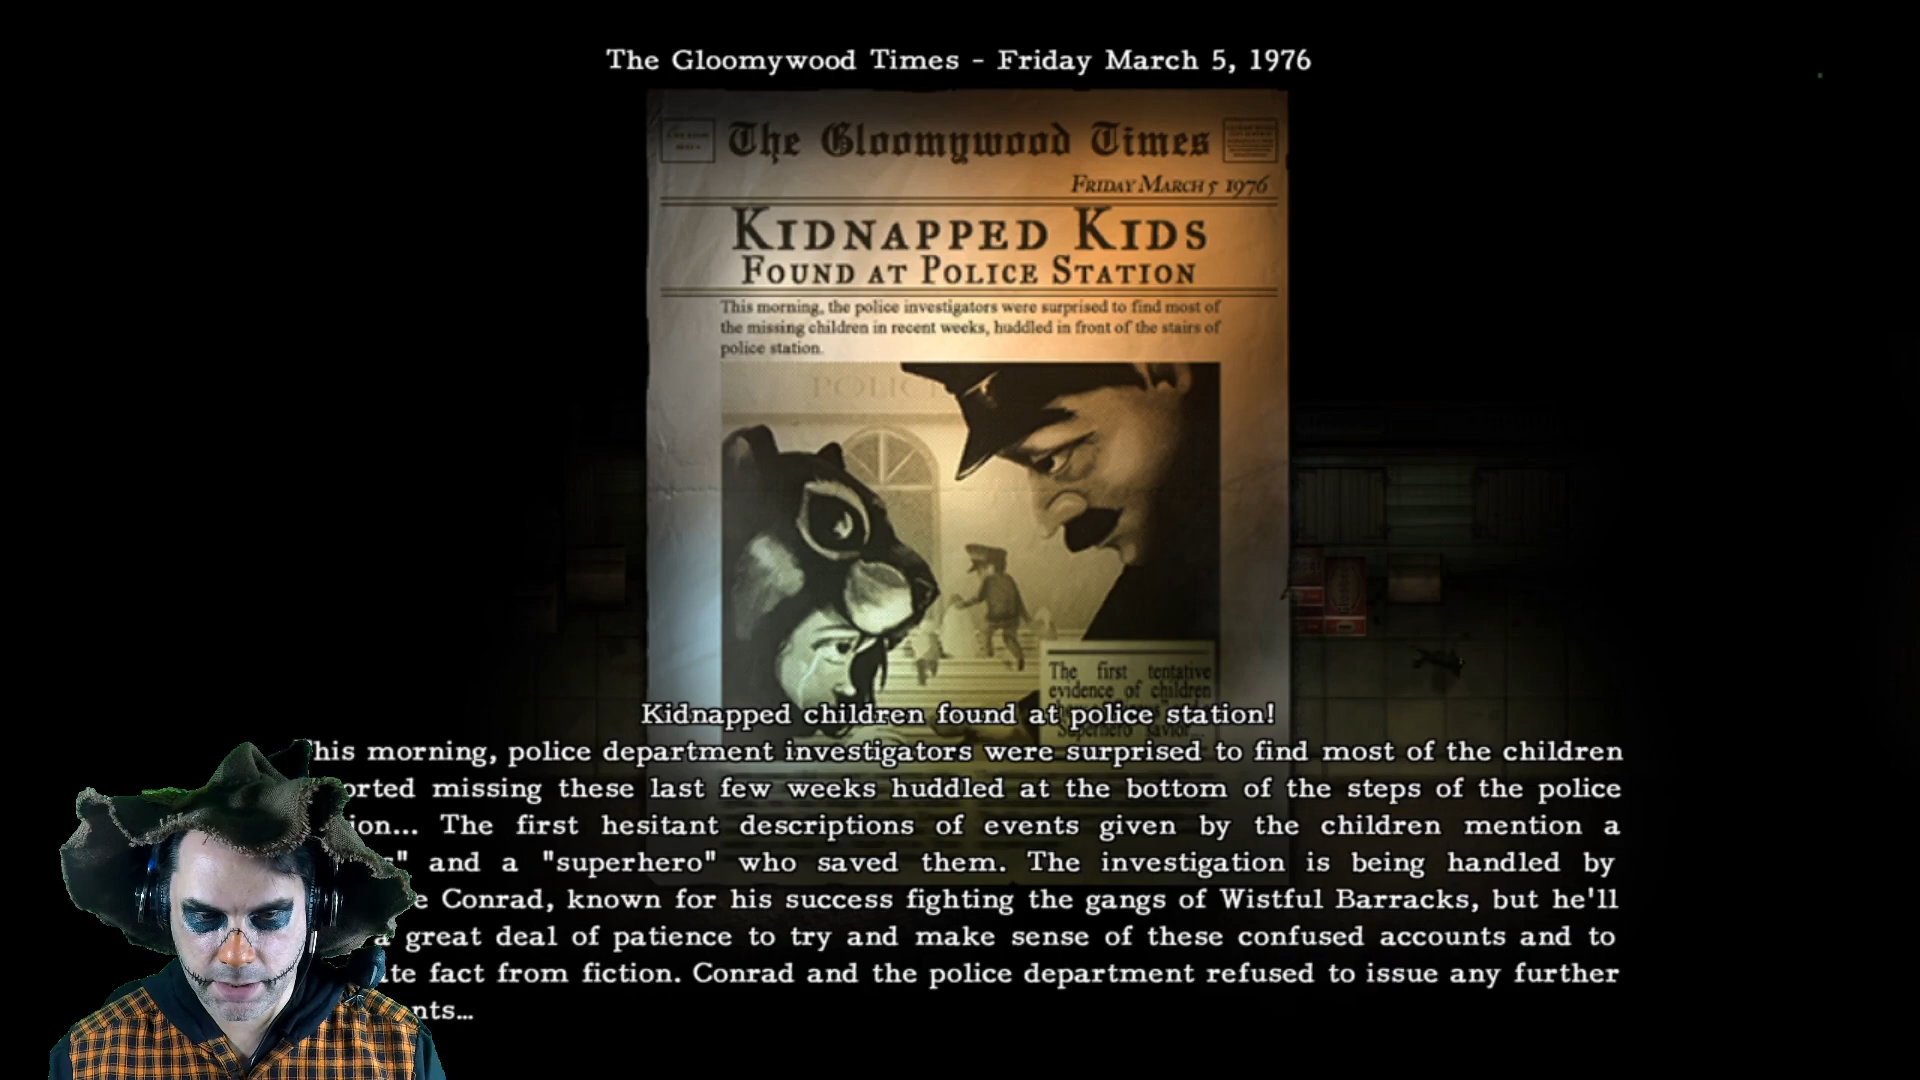 The Gloomywood Times - Friday March 5, 1976
The Gloomywood Times
Friday March 5 1976
Kidnapped Kids
Found at Police Station
This morning, the police investigators were surprised to find most of
the missing children in recent weeks, huddled in front of the stairs of
police station.
POLIC
The first tentative
evidence of children
Superhero savior...
Kidnapped children found at police station!
his morning, police department investigators were surprised to find most of the children
orted missing these last few weeks huddled at the bottom of the steps of the police
ion... The first hesitant descriptions of events given by the children mention a
" and a "superhero" who saved them. The investigation is being handled by
e Conrad, known for his success fighting the gangs of Wistful Barracks, but he'll
a great deal of patience to try and make sense of these confused accounts and to
te fact from fiction. Conrad and the police department refused to issue any further
nts...